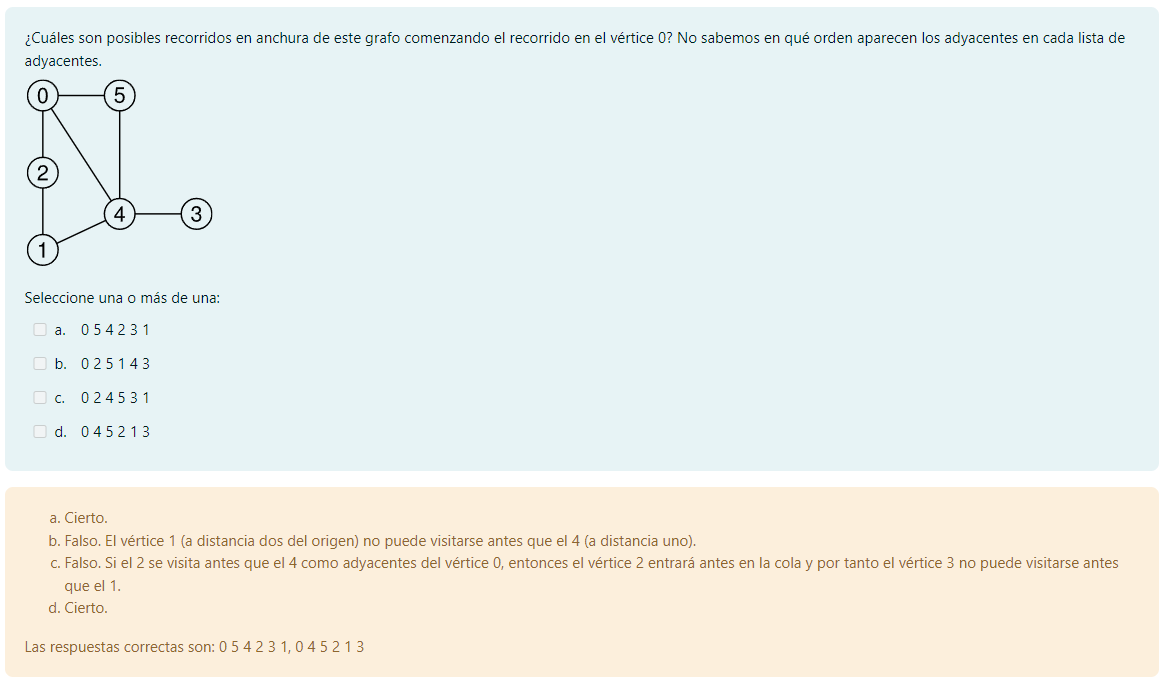 ¿Cuáles son posibles recorridos en anchura de este grafo comenzando el recorrido en el vértice 0? No sabemos en qué orden aparecen los adyacentes en cada lista de
adyacentes.
0 5
2
4 3
1
Seleccione una o más de una:
a. 0 5 4 2 3 1
b. 0 2 5 1 4 3
c. 0 2 4 5 3 1
d. 0 4 5 2 1 3
a. Cierto.
b. Falso. El vértice 1 (a distancia dos del origen) no puede visitarse antes que el 4 (a distancia uno).
c. Falso. Si el 2 se visita antes que el 4 como adyacentes del vértice 0, entonces el vértice 2 entrará antes en la cola y por tanto el vértice 3 no puede visitarse antes
que el 1.
d. Cierto.
Las respuestas correctas son: 0 5 4 2 3 1, 0 4 5 2 1 3